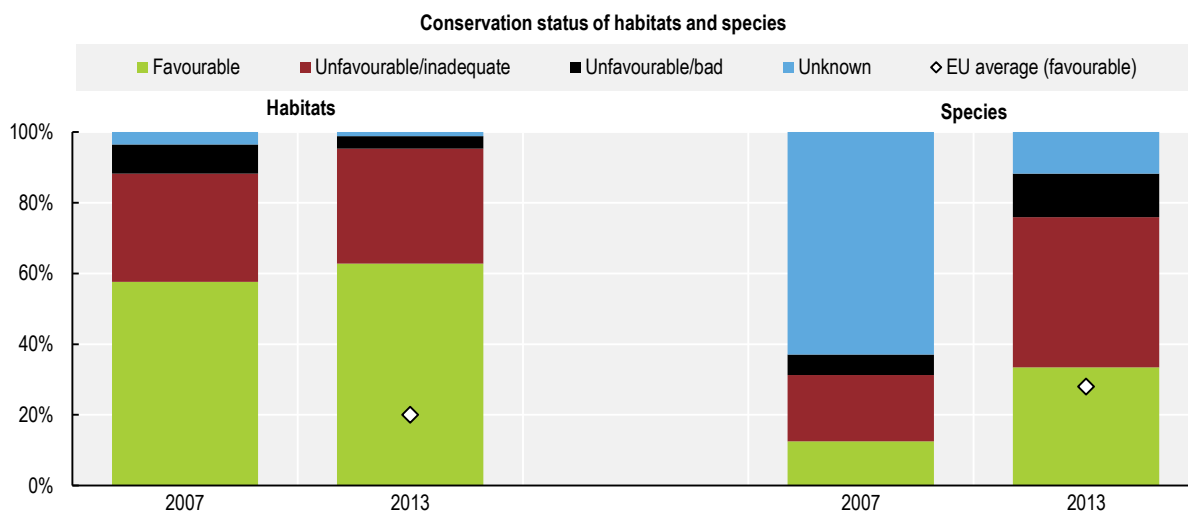 Conservation status of habitats and species
Favourable Unfavourable/inadequate Unfavourable/bad Unknown EU average (favourable)
Habitats Species
100%
80%
60%
40%
20%
0%
2007 2013 2007 2013